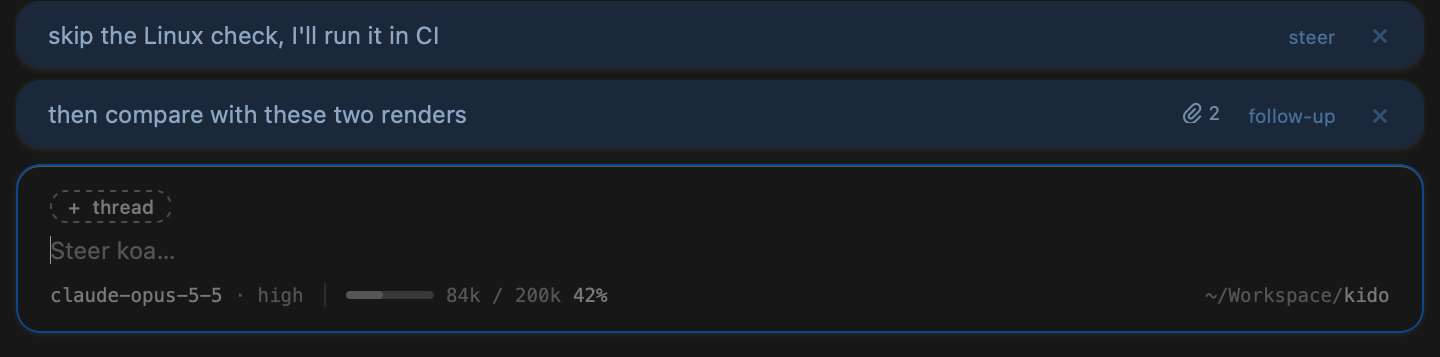 skip the Linux check, I'll run it in CI steer ×
then compare with these two renders 2 follow-up ×
+ thread
Steer koa...
claude-opus-5-5 · high 84k / 200k 42% ~/Workspace/kido